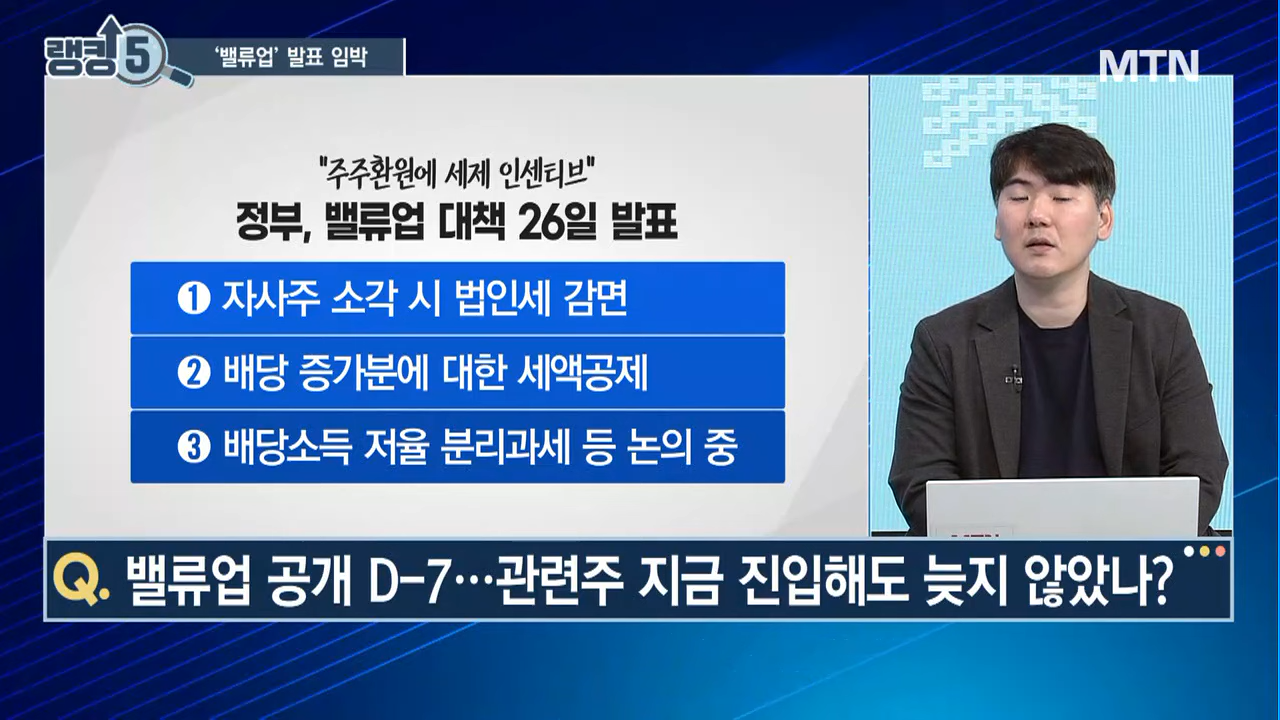 랭킹5
'밸류업' 발표 임박
MTN
"주주환원에 세제 인센티브"
정부, 밸류업 대책 26일 발표
① 자사주 소각 시 법인세 감면
② 배당 증가분에 대한 세액공제
③ 배당소득 저율 분리과세 등 논의 중
Q. 밸류업 공개 D-7…관련주 지금 진입해도 늦지 않았나?